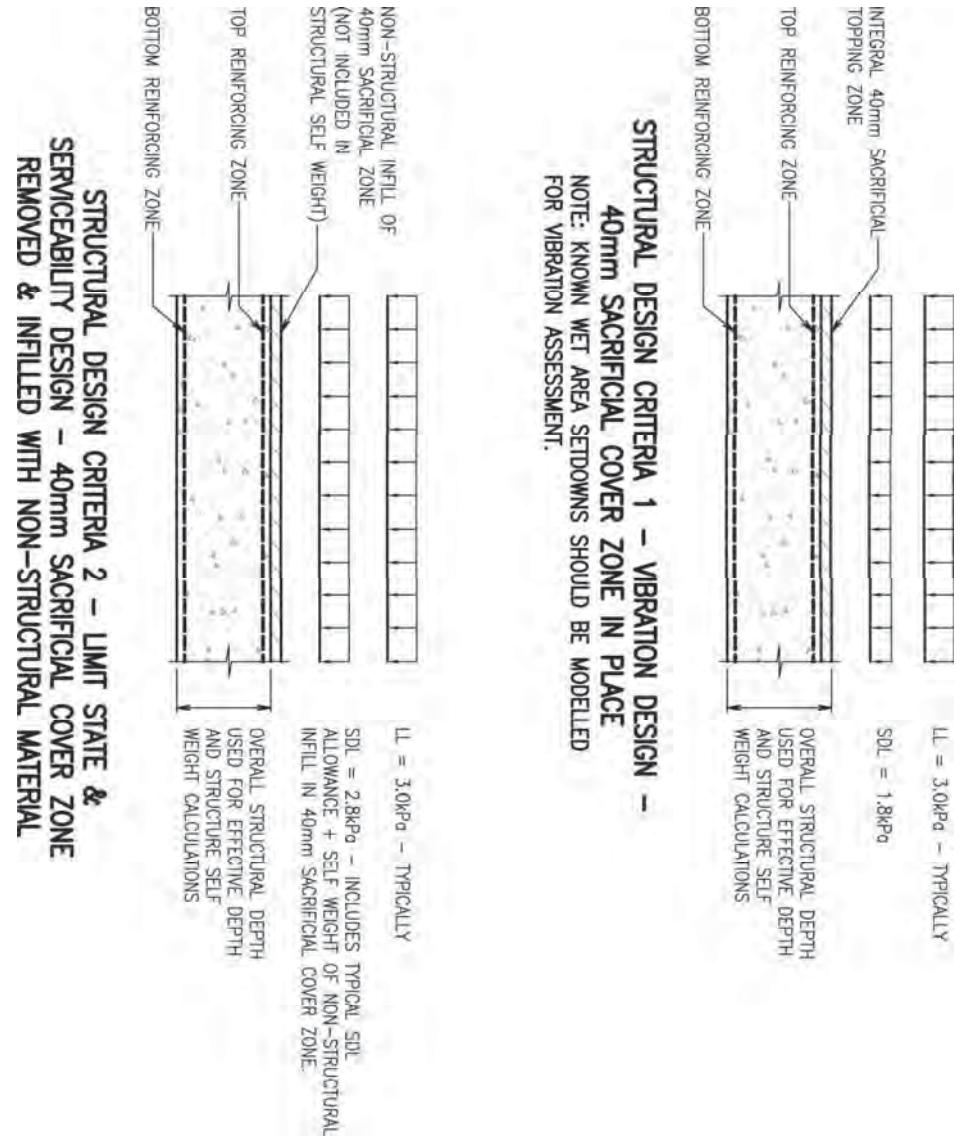 LL = 3.0kPa – TYPICALLY
SDL = 1.8kPa
INTEGRAL 40mm SACRIFICIAL
TOPPING ZONE
TOP REINFORCING ZONE
BOTTOM REINFORCING ZONE
OVERALL STRUCTURAL DEPTH
USED FOR EFFECTIVE DEPTH
AND STRUCTURE SELF
WEIGHT CALCULATIONS
STRUCTURAL DESIGN CRITERIA 1 – VIBRATION DESIGN –
40mm SACRIFICIAL COVER ZONE IN PLACE
NOTE: KNOWN WET AREA SETDOWNS SHOULD BE MODELLED
FOR VIBRATION ASSESSMENT.
LL = 3.0kPa – TYPICALLY
SDL = 2.8kPa – INCLUDES TYPICAL SDL
ALLOWANCE + SELF WEIGHT OF NON–STRUCTURAL
INFILL IN 40mm SACRIFICIAL COVER ZONE.
NON–STRUCTURAL INFILL OF
40mm SACRIFICIAL ZONE
(NOT INCLUDED IN
STRUCTURAL SELF WEIGHT)
TOP REINFORCING ZONE
BOTTOM REINFORCING ZONE
OVERALL STRUCTURAL DEPTH
USED FOR EFFECTIVE DEPTH
AND STRUCTURE SELF
WEIGHT CALCULATIONS
STRUCTURAL DESIGN CRITERIA 2 – LIMIT STATE &
SERVICEABILITY DESIGN – 40mm SACRIFICIAL COVER ZONE
REMOVED & INFILLED WITH NON–STRUCTURAL MATERIAL